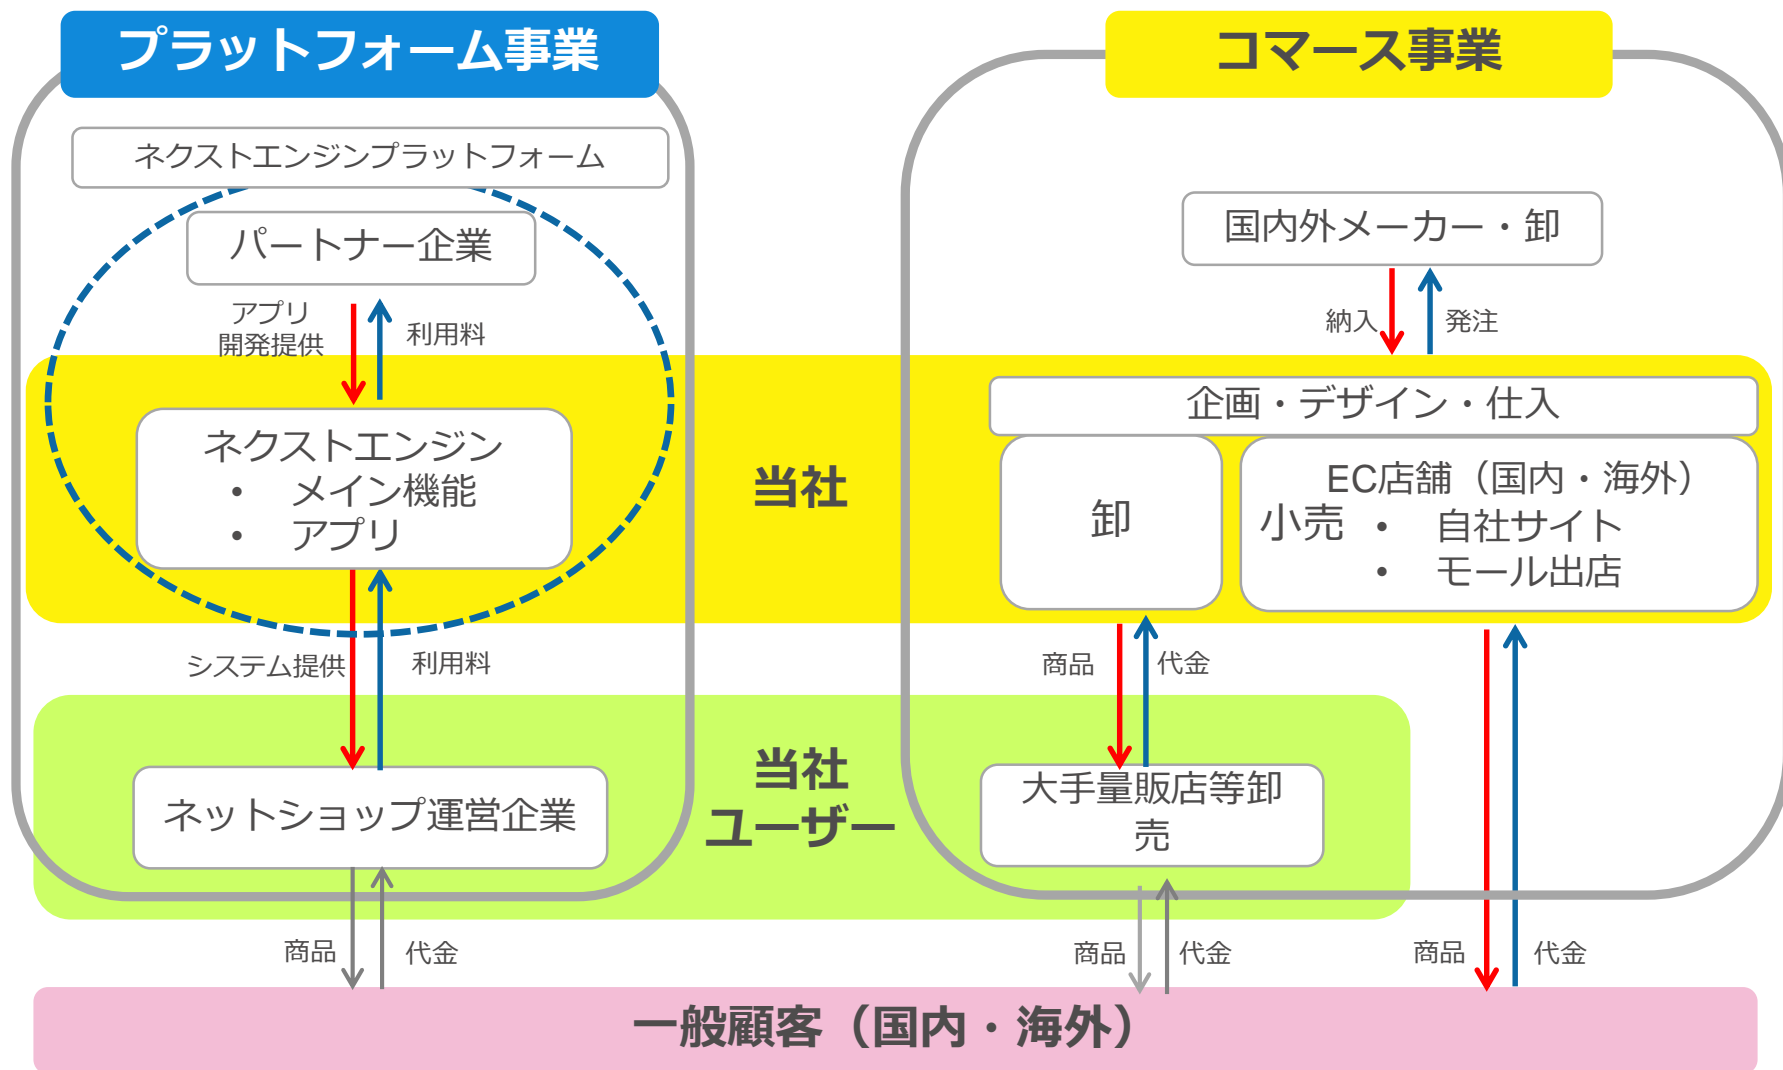 プラットフォーム事業
ネクストエンジンプラットフォーム
パートナー企業
アプリ
開発提供
利用料
ネクストエンジン
• メイン機能
• アプリ
システム提供
利用料
ネットショップ運営企業
商品
代金
当社
当社
ユーザー
コマース事業
国内外メーカー・卸
納入
発注
企画・デザイン・仕入
卸
小売
EC店舗（国内・海外）
• 自社サイト
• モール出店
商品
代金
大手量販店等卸
売
商品
代金
商品
代金
一般顧客（国内・海外）